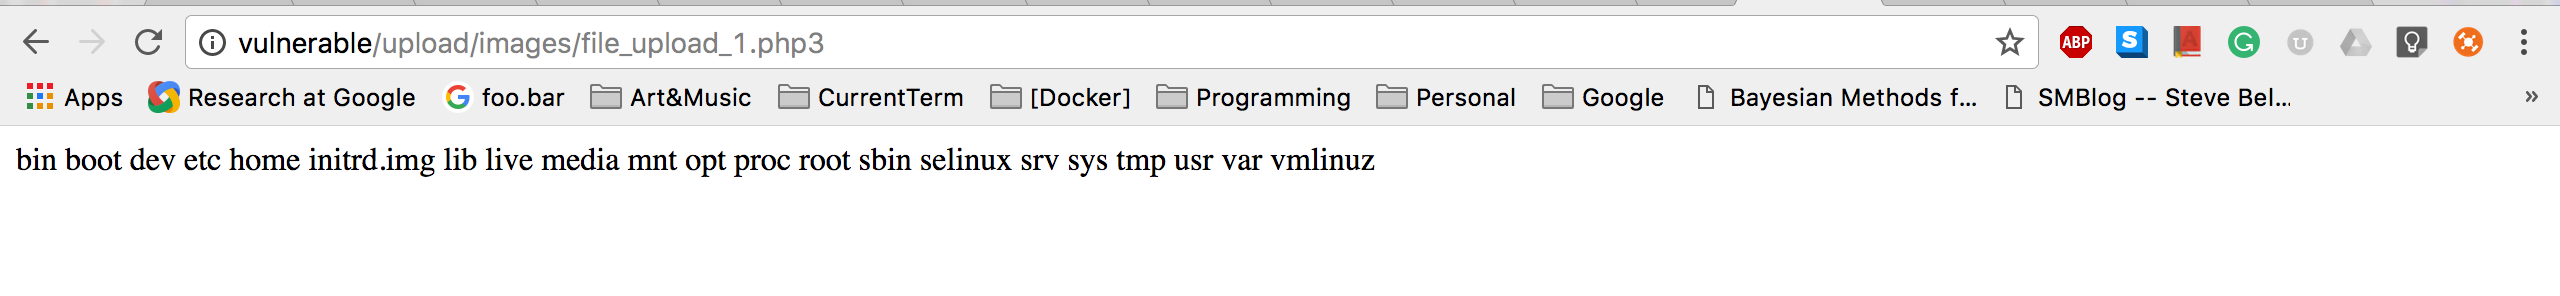 vulnerable/upload/images/file_upload_1.php3
ABP S A G U
Apps Research at Google G foo.bar Art&Music CurrentTerm [Docker] Programming Personal Google Bayesian Methods f... SMBlog -- Steve Bel... »
bin boot dev etc home initrd.img lib live media mnt opt proc root sbin selinux srv sys tmp usr var vmlinuz